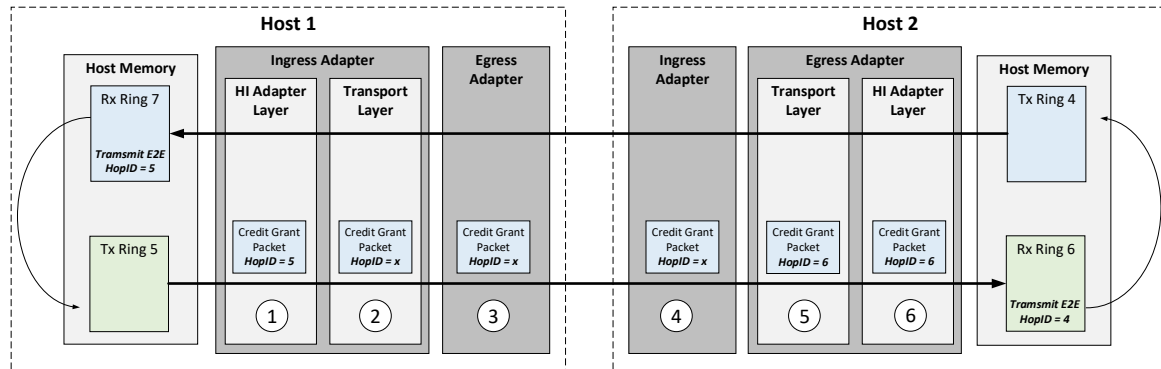 Host 1
Host Memory
Rx Ring 7
Tramsmit E2E
HopID = 5
Tx Ring 5
Ingress Adapter
HI Adapter
Layer
Credit Grant
Packet
HopID = 5
1
Transport
Layer
Credit Grant
Packet
HopID = x
2
Egress
Adapter
Credit Grant
Packet
HopID = x
3
Host 2
Ingress
Adapter
Credit Grant
Packet
HopID = x
4
Egress Adapter
Transport
Layer
Credit Grant
Packet
HopID = 6
5
HI Adapter
Layer
Credit Grant
Packet
HopID = 6
6
Host Memory
Tx Ring 4
Rx Ring 6
Tramsmit E2E
HopID = 4